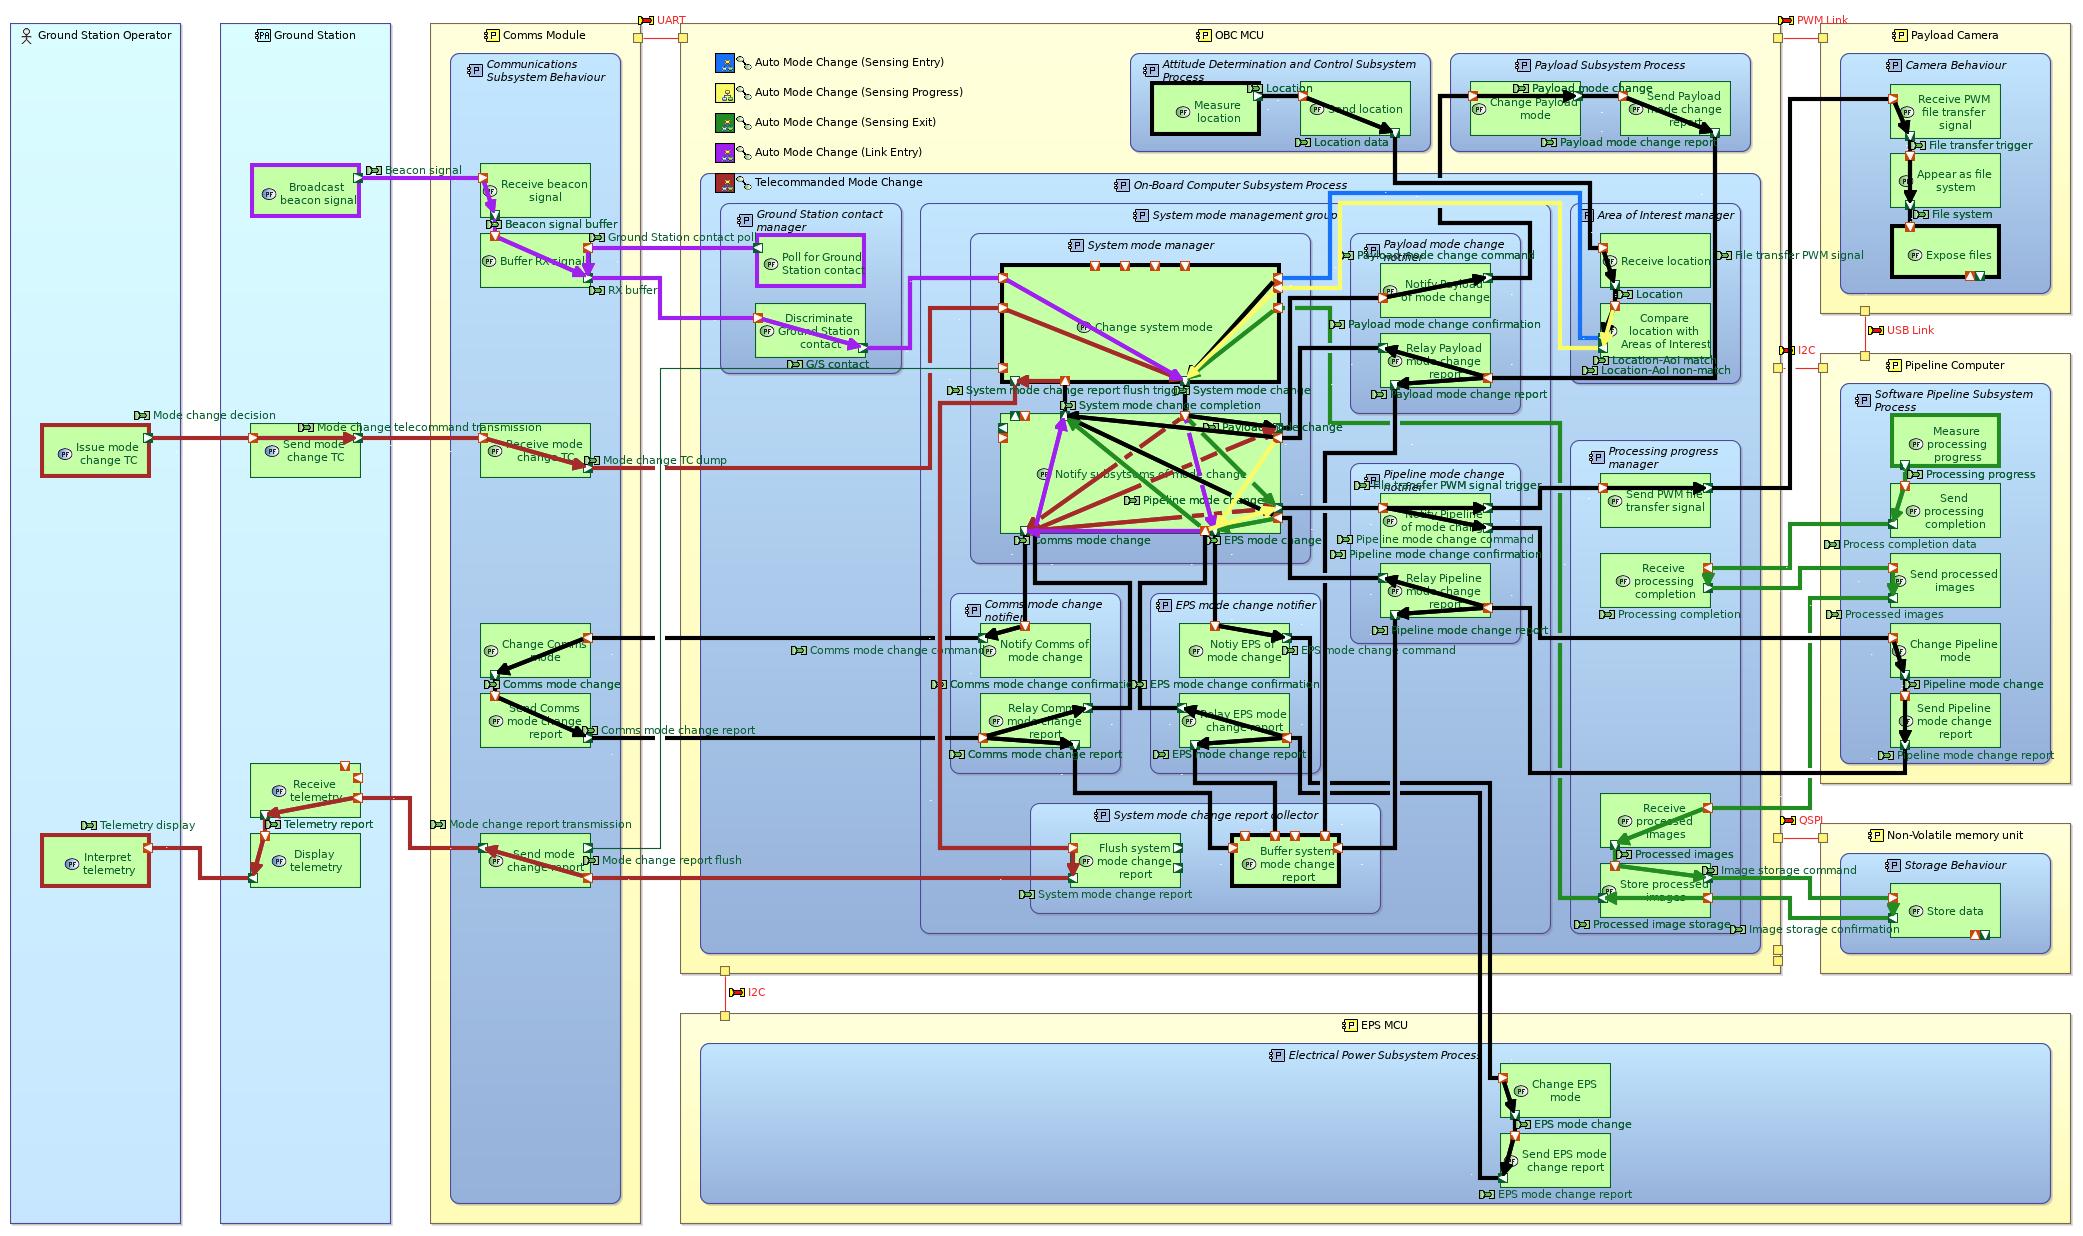 UART
PWM Link
Ground Station Operator
Ground Station
Comms Module
OBC MCU
Payload Camera
Communications
Subsystem Behaviour
Auto Mode Change (Sensing Entry)
Auto Mode Change (Sensing Progress)
Auto Mode Change (Sensing Exit)
Auto Mode Change (Link Entry)
Telecommanded Mode Change
Attitude Determination and Control Subsystem
Process
Location
Measure
location
Send location
Location data
Payload Subsystem Process
Payload mode change
Change Payload
mode
Send Payload
mode change
report
Payload mode change report
Camera Behaviour
Receive PWM
file transfer
signal
File transfer trigger
Appear as file
system
File system
Expose files
Broadcast
beacon signal
Beacon signal
Receive beacon
signal
Beacon signal buffer
Buffer RX signal
Ground Station contact poll
RX buffer
On-Board Computer Subsystem Process
Ground Station contact
manager
Poll for Ground
Station contact
Discriminate
Ground Station
contact
G/S contact
System mode management group
System mode manager
Change system mode
System mode change report flush trigger
System mode change
System mode change completion
Payload mode change
Notify subsytsems of mode change
Pipeline mode change
Comms mode change
EPS mode change
Payload mode change
notifier
Payload mode change command
Notify Payload
of mode change
Payload mode change confirmation
Relay Payload
mode change
report
Payload mode change report
Area of Interest manager
Receive location
File transfer PWM signal
Location
Compare
location with
Areas of Interest
Location-AoI match
Location-AoI non-match
USB Link
I2C
Pipeline Computer
Software Pipeline Subsystem
Process
Measure
processing
progress
Processing progress
Send
processing
completion
Process completion data
Send processed
images
Processed images
Change Pipeline
mode
Pipeline mode change
Send Pipeline
mode change
report
Pipeline mode change report
Mode change decision
Issue mode
change TC
Mode change telecommand transmission
Send mode
change TC
Receive mode
change TC
Mode change TC dump
Pipeline mode change
notifier
File transfer PWM signal trigger
Notify Pipeline
of mode change
Pipeline mode change command
Pipeline mode change confirmation
Relay Pipeline
mode change
report
Pipeline mode change report
Processing progress
manager
Send PWM file
transfer signal
Receive
processing
completion
Processing completion
Comms mode change
notifier
Notify Comms of
mode change
Comms mode change command
Comms mode change confirmation
Relay Comms
mode change
report
Comms mode change report
EPS mode change notifier
Notiy EPS of
mode change
EPS mode change command
EPS mode change confirmation
Relay EPS mode
change report
EPS mode change report
Change Comms
mode
Comms mode change
Send Comms
mode change
report
Comms mode change report
Receive
telemetry
Telemetry display
Telemetry report
Interpret
telemetry
Display
telemetry
Mode change report transmission
Send mode
change report
Mode change report flush
System mode change report collector
Flush system
mode change
report
Buffer system
mode change
report
System mode change report
Receive
processed
images
Processed images
Store processed
images
Image storage command
Processed image storage
Image storage confirmation
QSPI
Non-Volatile memory unit
Storage Behaviour
Store data
I2C
EPS MCU
Electrical Power Subsystem Process
Change EPS
mode
EPS mode change
Send EPS mode
change report
EPS mode change report